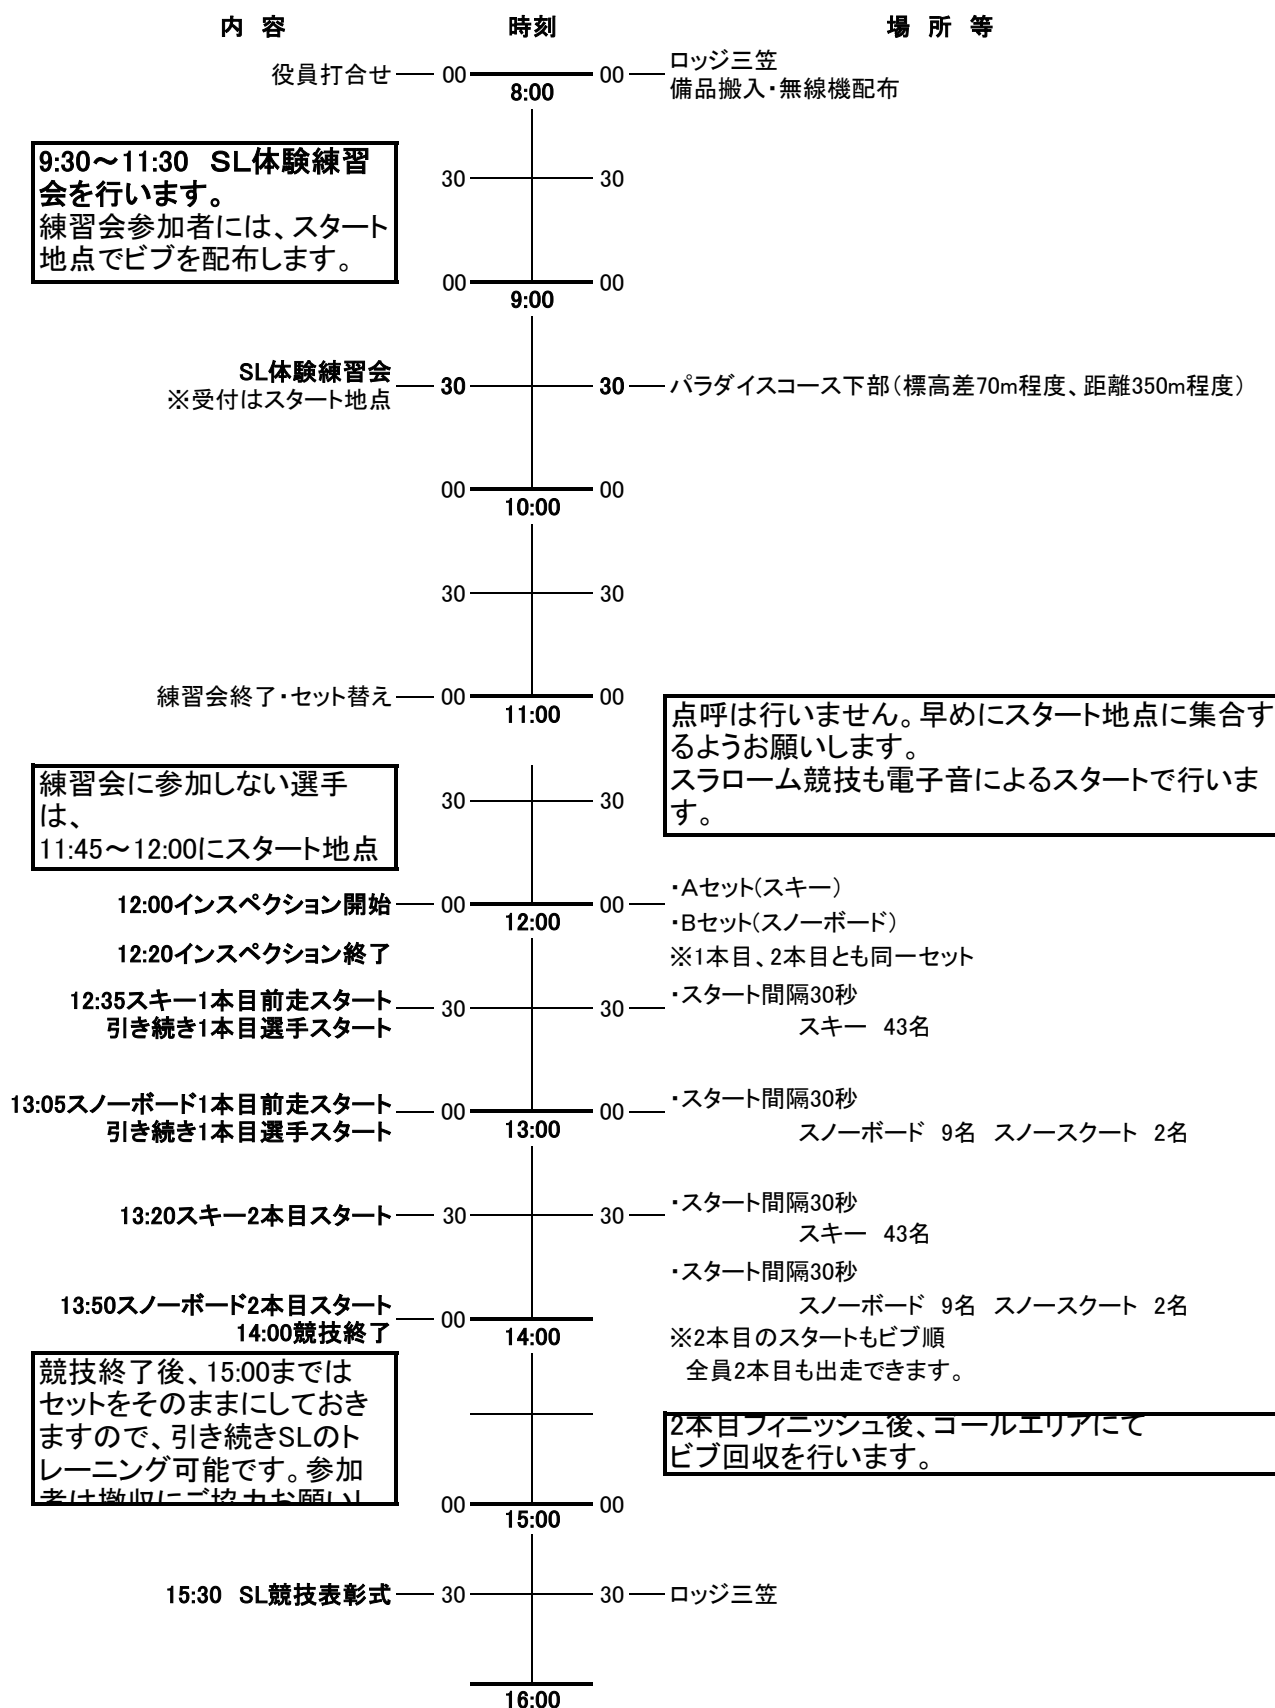 内 容 時刻 場 所 等
役員打合せ 00 00 ロッジ三笠
8:00 備品搬入・無線機配布
9:30～11:30 SL体験練習
会を行います。
練習会参加者には、スタート
地点でビブを配布します。
30 30
00 00
9:00
SL体験練習会
※受付はスタート地点
30 30 パラダイスコース下部（標高差70m程度、距離350m程度）
00 00
10:00
30 30
練習会終了・セット替え 00 00
11:00
点呼は行いません。早めにスタート地点に集合す
るようお願いします。
スラローム競技も電子音によるスタートで行いま
す。
練習会に参加しない選手
は、
11:45～12:00にスタート地点
30 30
12:00インスペクション開始 00 00
12:00
・Aセット(スキー)
・Bセット(スノーボード)
12:20インスペクション終了 ※1本目、2本目とも同一セット
12:35スキー1本目前走スタート
引き続き1本目選手スタート
30 30
・スタート間隔30秒
スキー 43名
13:05スノーボード1本目前走スタート
引き続き1本目選手スタート
00 00
13:00
・スタート間隔30秒
スノーボード 9名 スノースクート 2名
13:20スキー2本目スタート 30 30
・スタート間隔30秒
スキー 43名
・スタート間隔30秒
スノーボード 9名 スノースクート 2名
13:50スノーボード2本目スタート
14:00競技終了
00
14:00
※2本目のスタートもビブ順
全員2本目も出走できます。
競技終了後、15:00までは
セットをそのままにしておき
ますので、引き続きSLのト
レーニング可能です。参加
者は撤収にご協力お願いし
2本目フィニッシュ後、コールエリアにて
ビブ回収を行います。
00 00
15:00
15:30 SL競技表彰式 30 30 ロッジ三笠
16:00